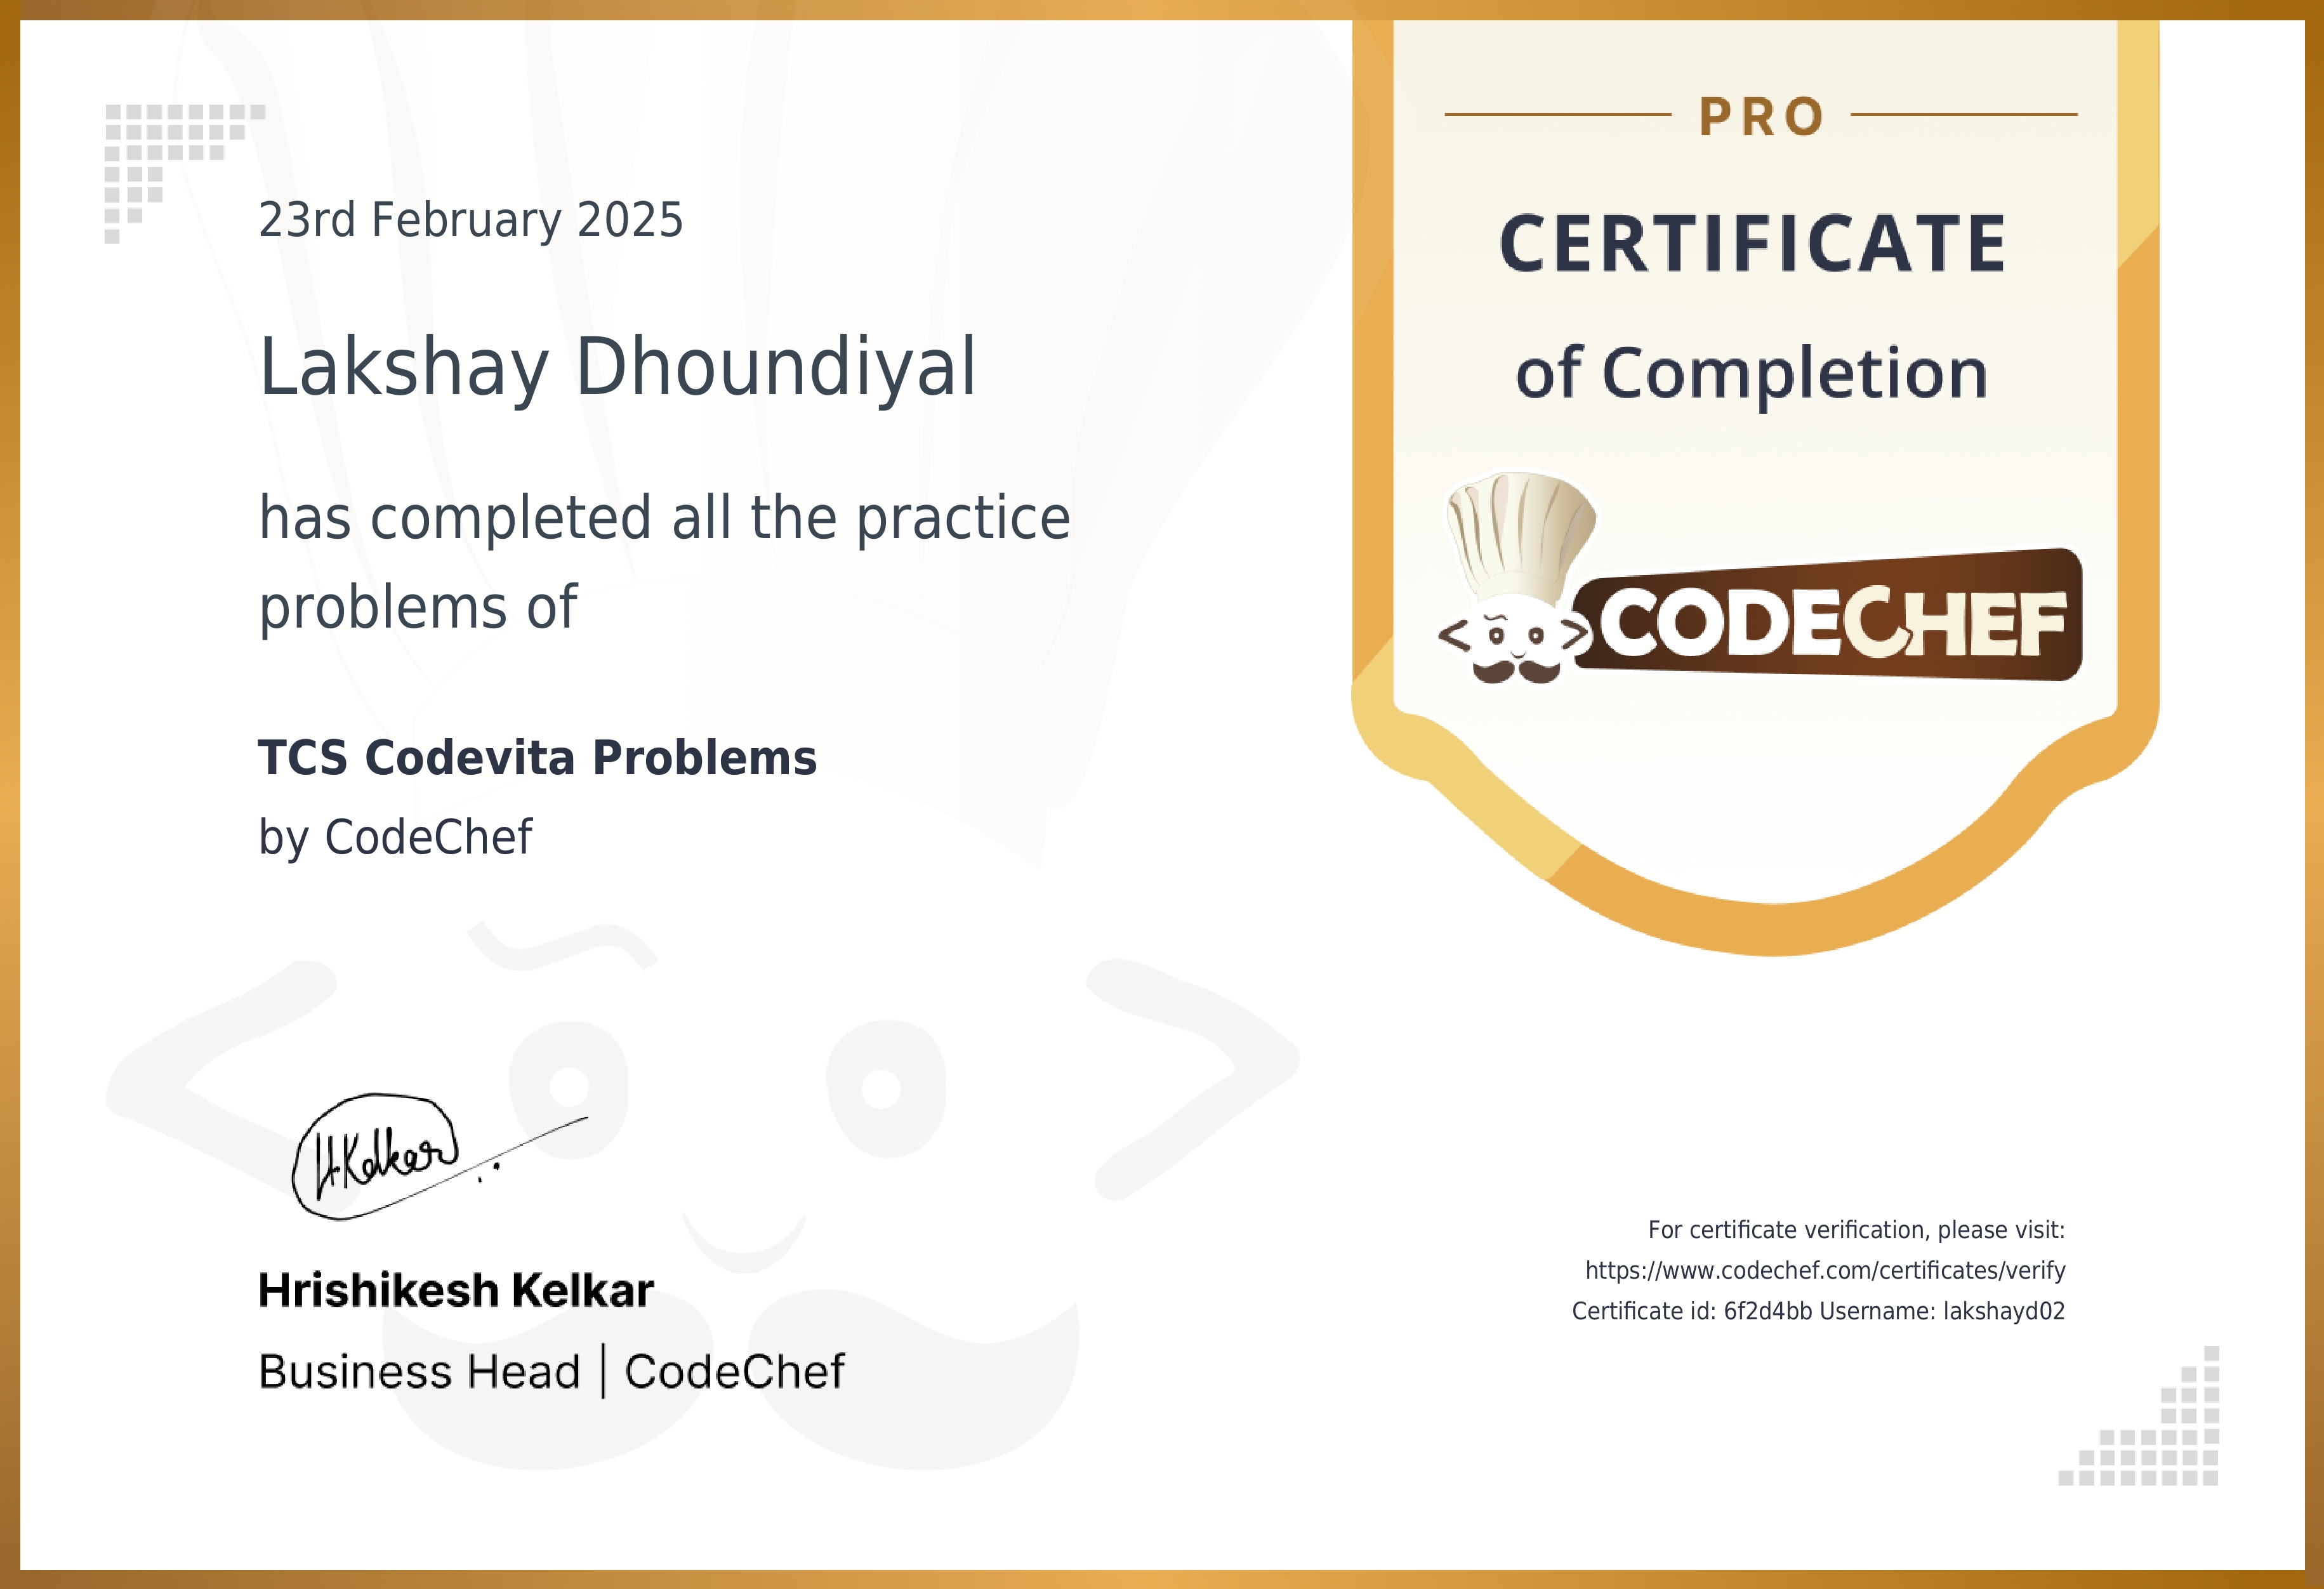 23rd February 2025
Lakshay Dhoundiyal
has completed all the practice
problems of
TCS Codevita Problems
by CodeChef
HKelkar
Hrishikesh Kelkar
Business Head | CodeChef
PRO
CERTIFICATE
of Completion
CODECHEF
For certificate verification, please visit:
https://www.codechef.com/certificates/verify
Certificate id: 6f2d4bb Username: lakshayd02